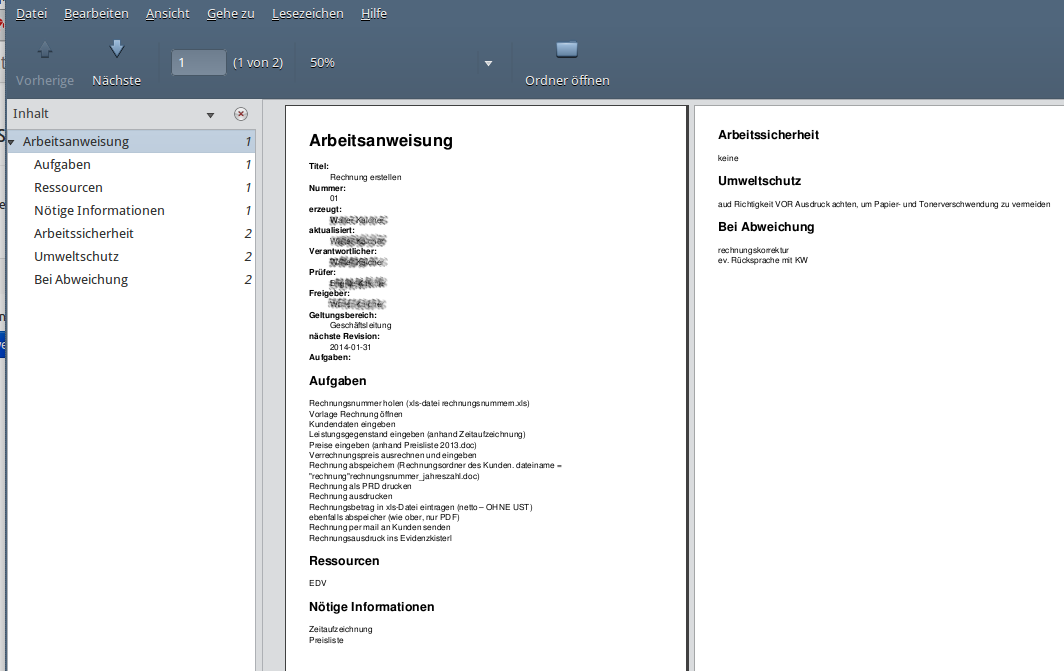 Datei Bearbeiten Ansicht Gehe zu Lesezeichen Hilfe
Vorherige Nächste 1 (1 von 2) 50% Ordner öffnen
Inhalt
Arbeitsanweisung 1
Aufgaben 1
Ressourcen 1
Nötige Informationen 1
Arbeitssicherheit 2
Umweltschutz 2
Bei Abweichung 2
Arbeitsanweisung
Titel:
Rechnung erstellen
Nummer:
01
erzeugt:
aktualisiert:
Verantwortlicher:
Prüfer:
Freigeber:
Geltungsbereich:
Geschäftsleitung
nächste Revision:
2014-01-31
Aufgaben:
Aufgaben
Rechnungsnummer holen (xls-datei rechnungsnummern.xls)
Vorlage Rechnung öffnen
Kundendaten eingeben
Leistungsgegenstand eingeben (anhand Zeitaufzeichnung)
Preise eingeben (anhand Preisliste 2013.doc)
Verrechnungspreis ausrechnen und eingeben
Rechnung abspeichern (Rechnungsordner des Kunden. dateiname =
"rechnung"rechnungsnummer_jahreszahl.doc)
Rechnung als PRD drucken
Rechnung ausdrucken
Rechnungsbetrag in xls-Datei eintragen (netto – OHNE UST)
ebenfalls abspeicher (wie ober, nur PDF)
Rechnung per mail an Kunden senden
Rechnungsausdruck ins Evidenzkisterl
Ressourcen
EDV
Nötige Informationen
Zeitaufzeichnung
Preisliste
Arbeitssicherheit
keine
Umweltschutz
aud Richtigkeit VOR Ausdruck achten, um Papier- und Tonerverschwendung zu vermeiden
Bei Abweichung
rechnungskorrektur
ev. Rücksprache mit KW